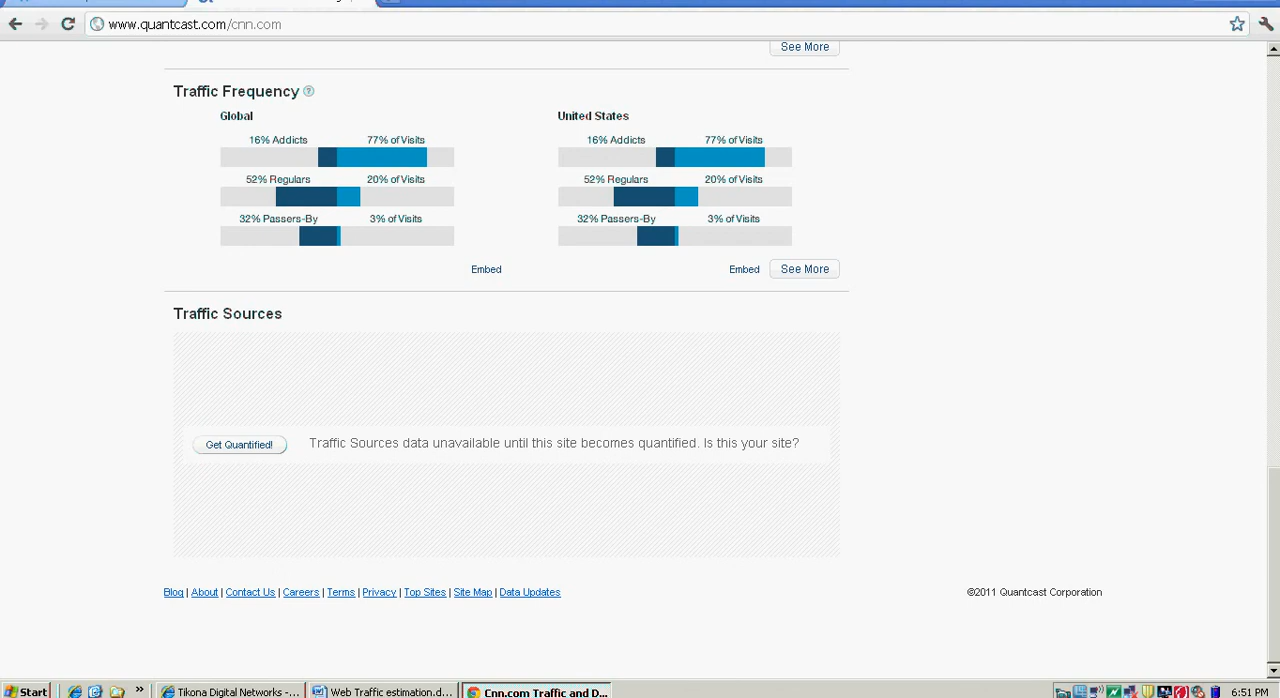 www.quantcast.com/cnn.com
See More
Traffic Frequency ?
Global
United States
16% Addicts 77% of Visits
16% Addicts 77% of Visits
52% Regulars 20% of Visits
52% Regulars 20% of Visits
32% Passers-By 3% of Visits
32% Passers-By 3% of Visits
Embed
Embed
See More
Traffic Sources
Get Quantified!
Traffic Sources data unavailable until this site becomes quantified. Is this your site?
Blog | About | Contact Us | Careers | Terms | Privacy | Top Sites | Site Map | Data Updates
©2011 Quantcast Corporation
Start
»
Tikona Digital Networks -...
Web Traffic estimation.d...
Cnn.com Traffic and D...
6:51 PM